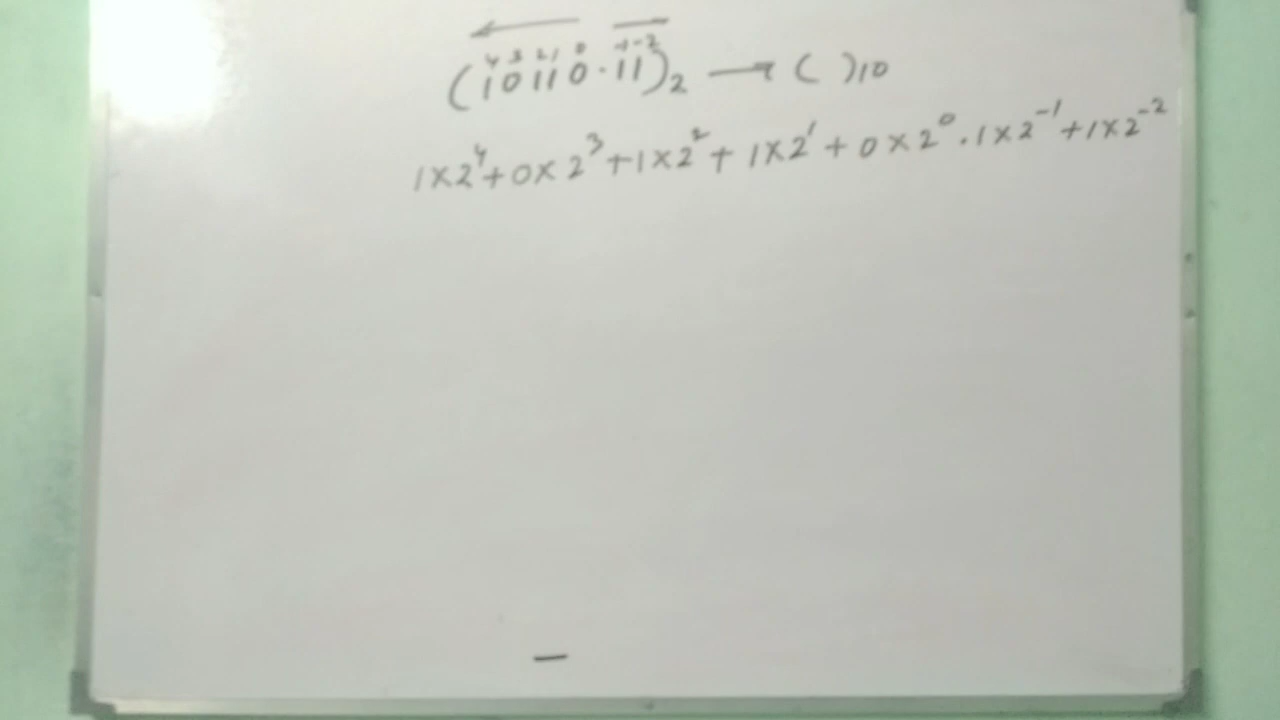 4 3 2 1 0 -1 -2
(10110.11)₂ → ( )₁₀
1×2⁴+0×2³+1×2²+1×2¹+0×2⁰.1×2⁻¹+1×2⁻²